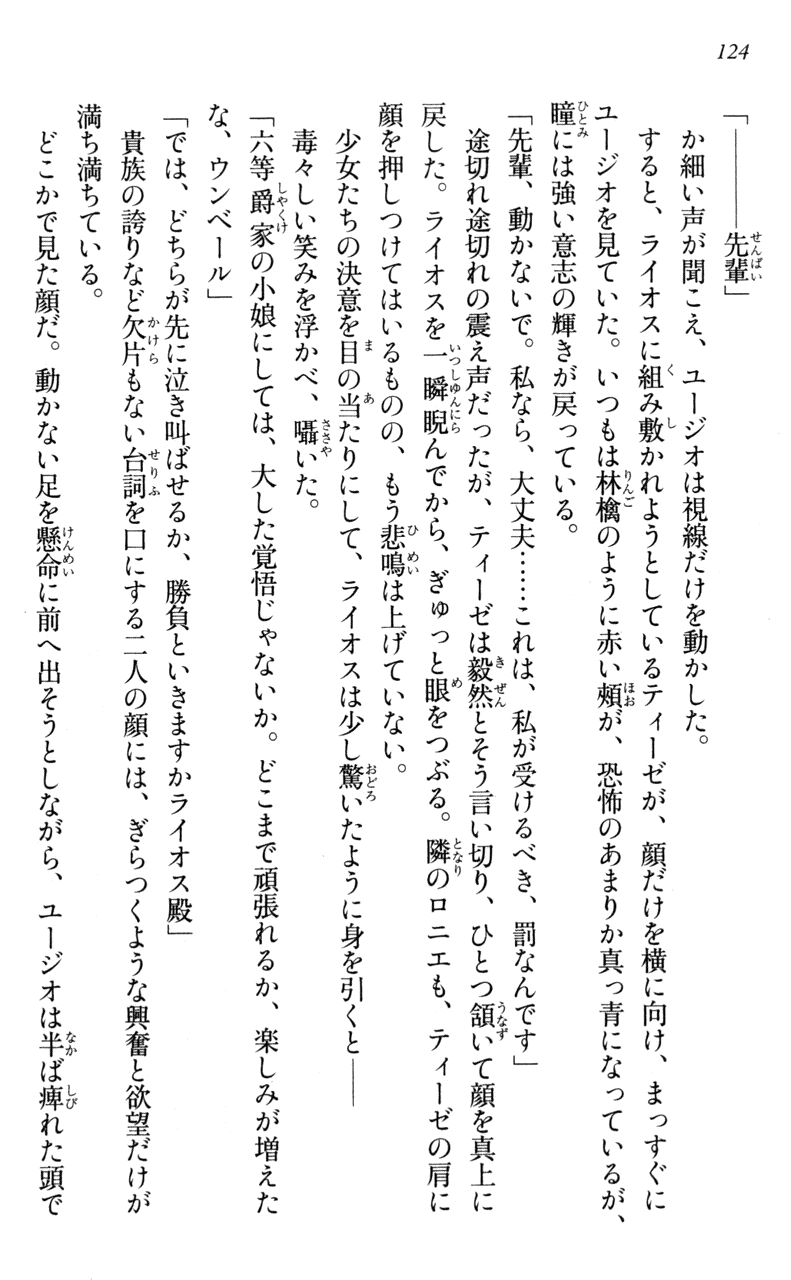 124
「――――先輩」
か細い声が聞こえ、ユージオは視線だけを動かした。
すると、ライオスに組み敷かれようとしているティーゼが、顔だけを横に向け、まっすぐに
ユージオを見ていた。いつもは林檎のように赤い頰が、恐怖のあまりか真っ青になっているが、
瞳には強い意志の輝きが戻っている。
「先輩、動かないで。私なら、大丈夫……これは、私が受けるべき、罰なんです」
途切れ途切れの震え声だったが、ティーゼは毅然とそう言い切り、ひとつ頷いて顔を真上に
戻した。ライオスを一瞬睨んでから、ぎゅっと眼をつぶる。隣のロニエも、ティーゼの肩に
顔を押しつけてはいるものの、もう悲鳴は上げていない。
少女たちの決意を目の当たりにして、ライオスは少し驚いたように身を引くと――
毒々しい笑みを浮かべ、囁いた。
「六等爵家の小娘にしては、大した覚悟じゃないか。どこまで頑張れるか、楽しみが増えた
な、ウンベール」
「では、どちらが先に泣き叫ばせるか、勝負といきますかライオス殿」
貴族の誇りなど欠片もない台詞を口にする二人の顔には、ぎらつくような興奮と欲望だけが
満ち満ちている。
どこかで見た顔だ。動かない足を懸命に前へ出そうとしながら、ユージオは半ば痺れた頭で